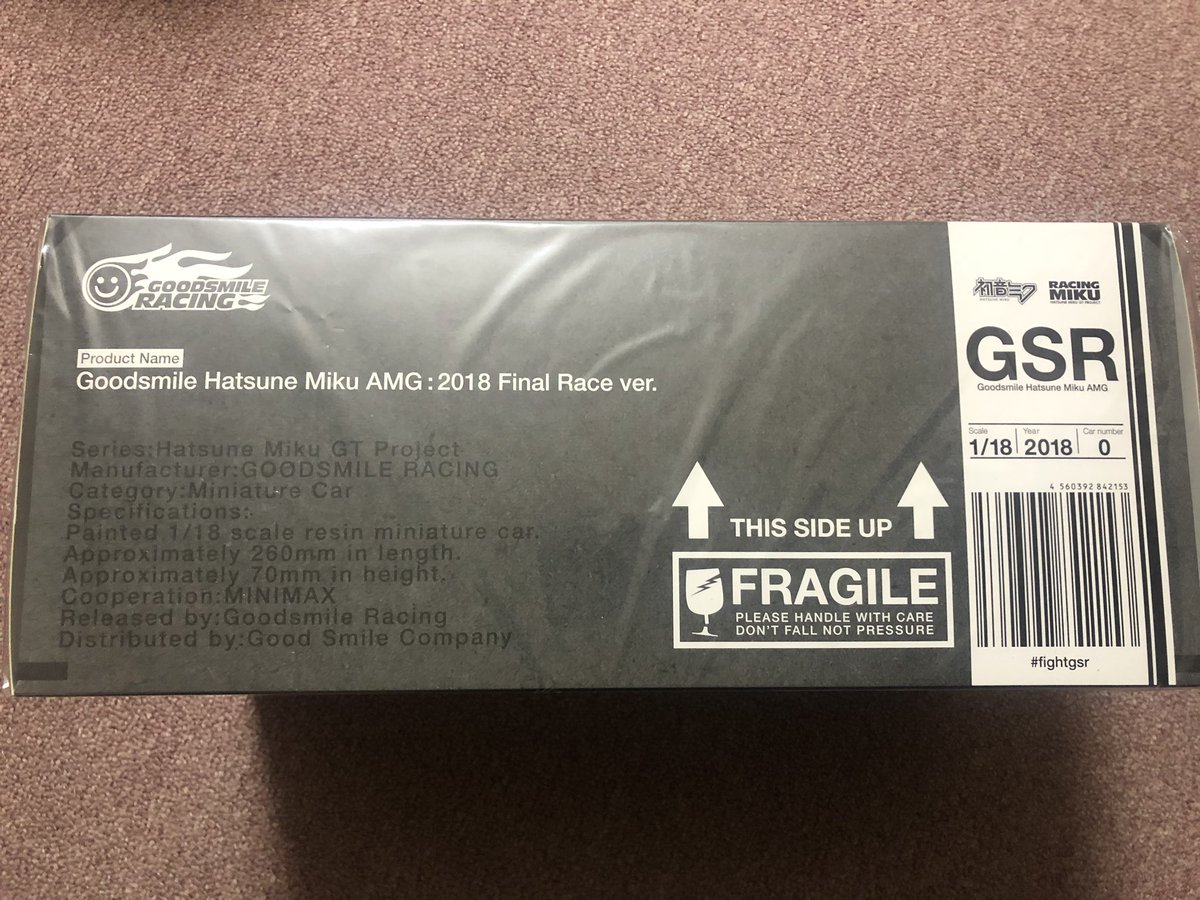 GOODSMILE
RACING
Product Name
Goodsmile Hatsune Miku AMG : 2018 Final Race ver.
Series:Hatsune Miku GT Project
Manufacturer:GOODSMILE RACING
Category:Miniature Car
Specifications:
Painted 1/18 scale resin miniature car.
Approximately 260mm in length.
Approximately 70mm in height.
Cooperation:MINIMAX
Released by:Goodsmile Racing
Distributed by:Good Smile Company
THIS SIDE UP
FRAGILE
PLEASE HANDLE WITH CARE
DON'T FALL NOT PRESSURE
初音ミク
HATSUNE MIKU
RACING
MIKU
HATSUNE MIKU GT PROJECT
GSR
Goodsmile Hatsune Miku AMG
Scale Year Car number
1/18 2018 0
4 560392 842153
#fightgsr